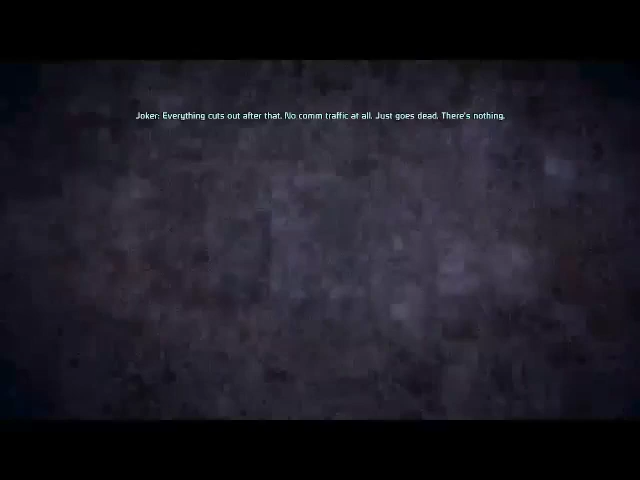 Joker: Everything cuts out after that. No comm traffic at all. Just goes dead. There's nothing.